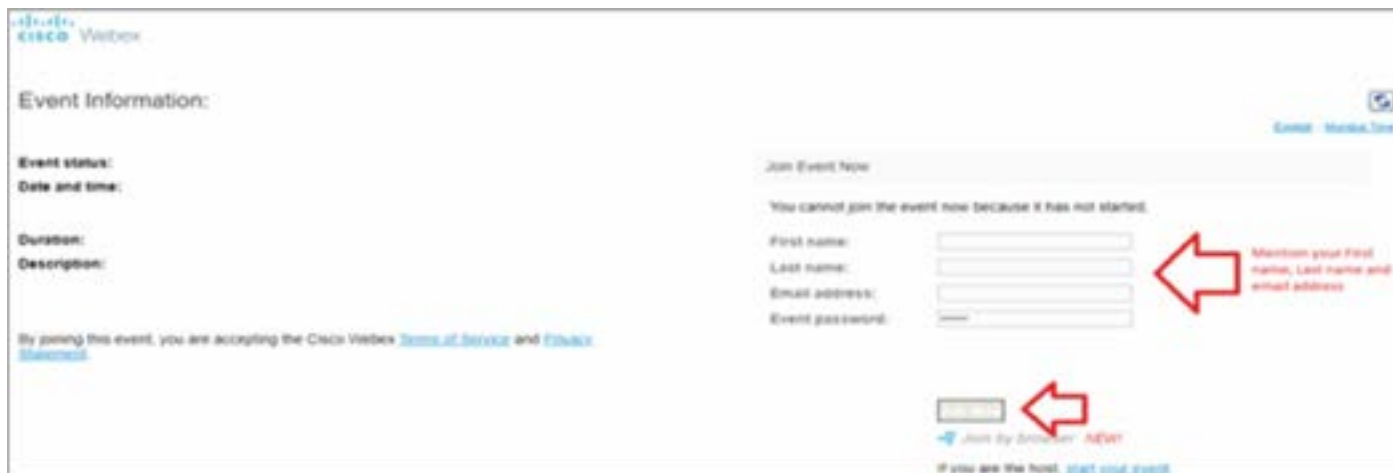 CISCO Webex
Event Information:
English : Mumbai Time
Event status:
Date and time:
Duration:
Description:
By joining this event, you are accepting the Cisco Webex Terms of Service and Privacy
Statement.
Join Event Now
You cannot join the event now because it has not started.
First name:
Last name:
Email address:
Event password:
Mention your First
name, Last name and
email address
Join by browser NEW!
If you are the host, start your event